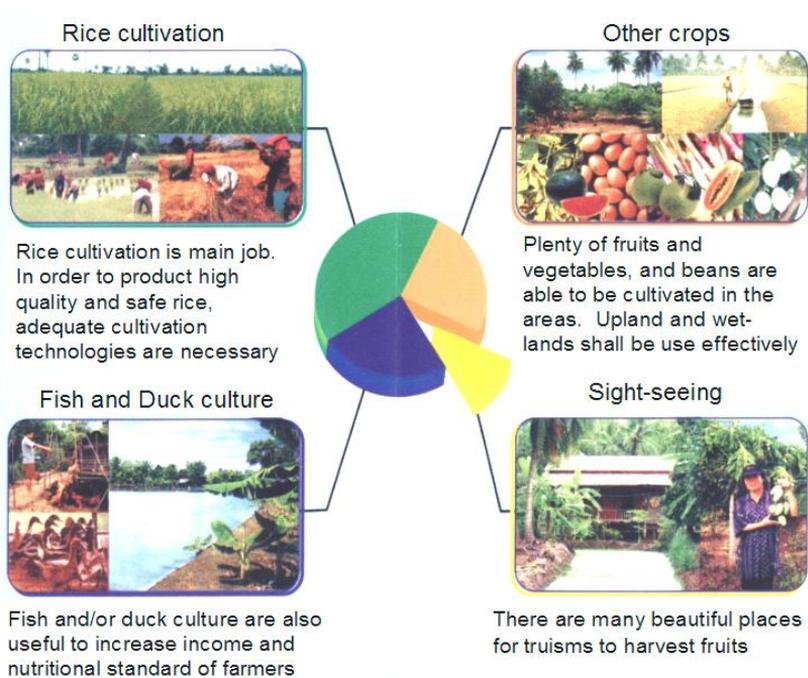 Rice cultivation
Rice cultivation is main job.
In order to product high
quality and safe rice,
adequate cultivation
technologies are necessary
Other crops
Plenty of fruits and
vegetables, and beans are
able to be cultivated in the
areas.  Upland and wet-
lands shall be use effectively
Fish and Duck culture
Fish and/or duck culture are also
useful to increase income and
nutritional standard of farmers
Sight-seeing
There are many beautiful places
for truisms to harvest fruits